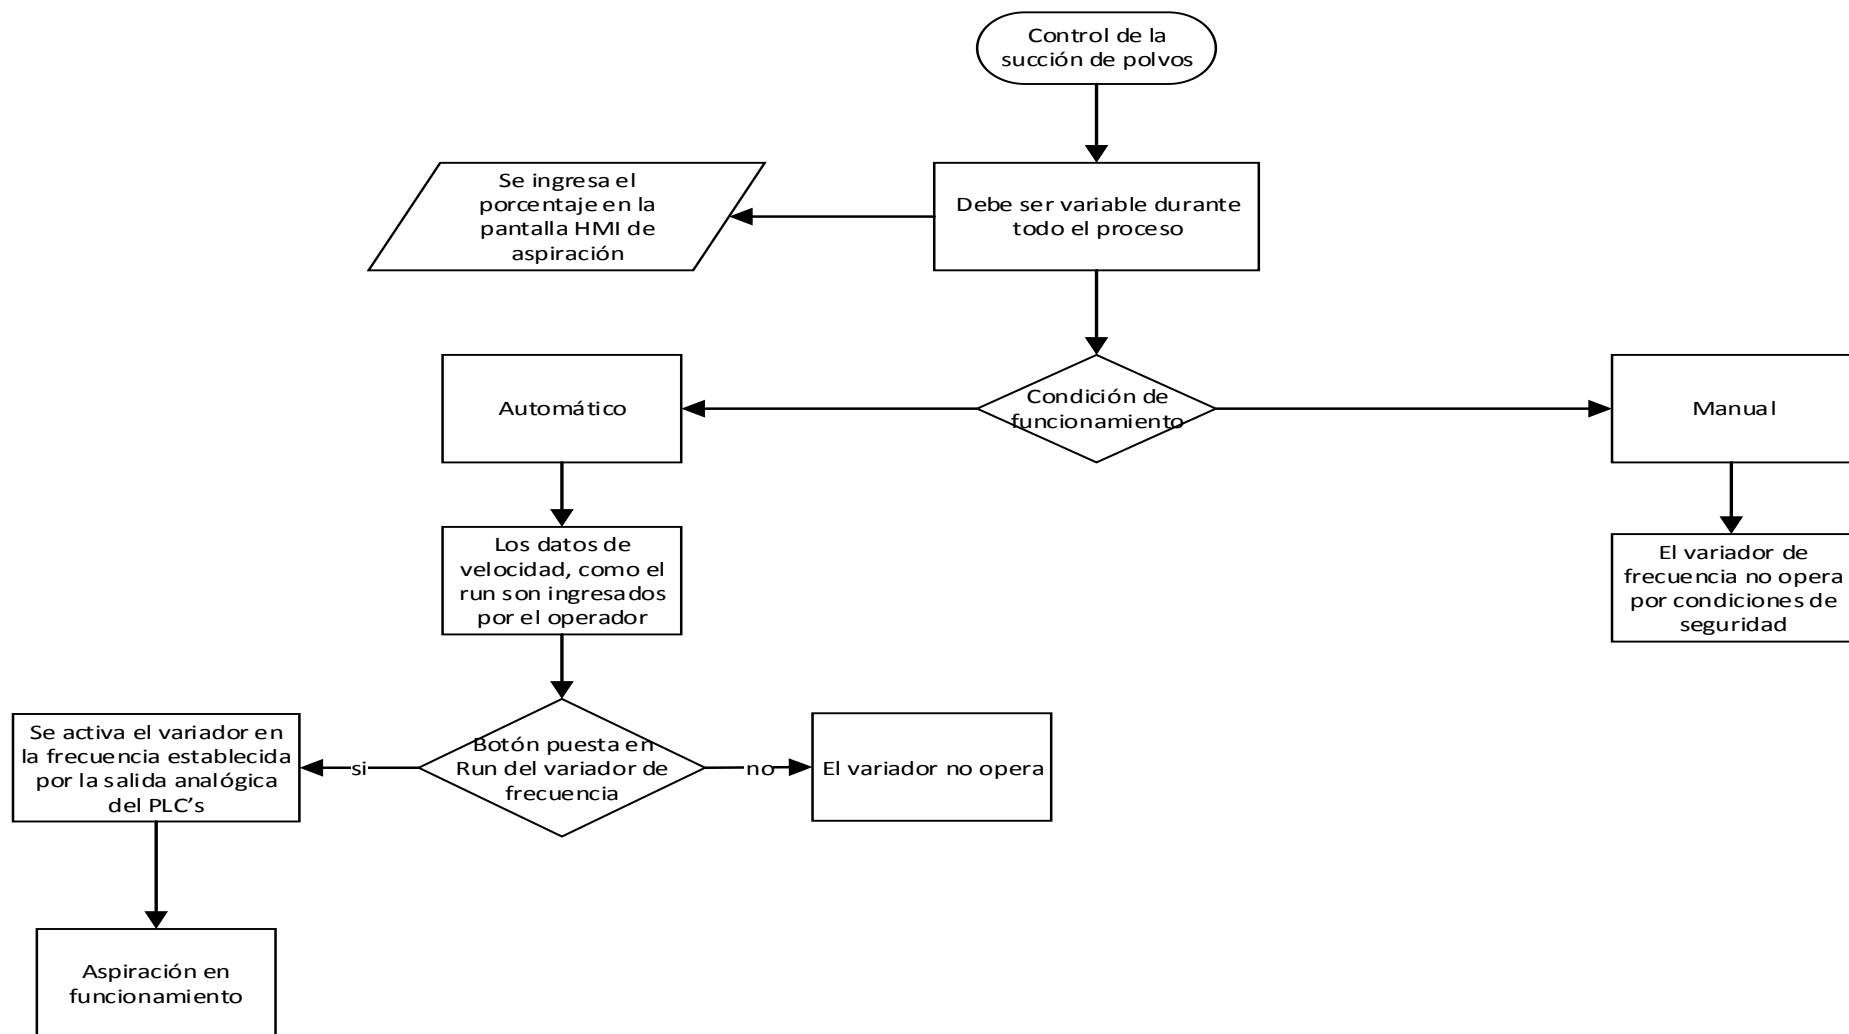 Control de la
succión de polvos
Se ingresa el
porcentaje en la
pantalla HMI de
aspiración
Debe ser variable durante
todo el proceso
Automático
Condición de
funcionamiento
Manual
Los datos de
velocidad, como el
run son ingresados
por el operador
El variador de
frecuencia no opera
por condiciones de
seguridad
Se activa el variador en
la frecuencia establecida
por la salida analógica
del PLC’s
si
Botón puesta en
Run del variador de
frecuencia
no
El variador no opera
Aspiración en
funcionamiento